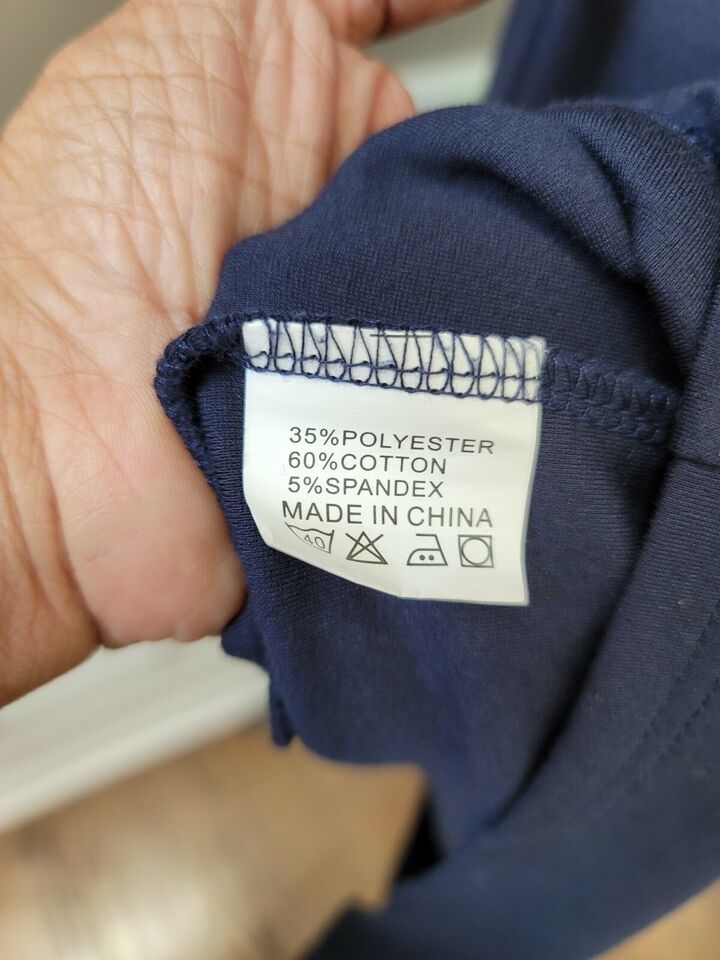 35%POLYESTER
60%COTTON
5%SPANDEX
MADE IN CHINA
40